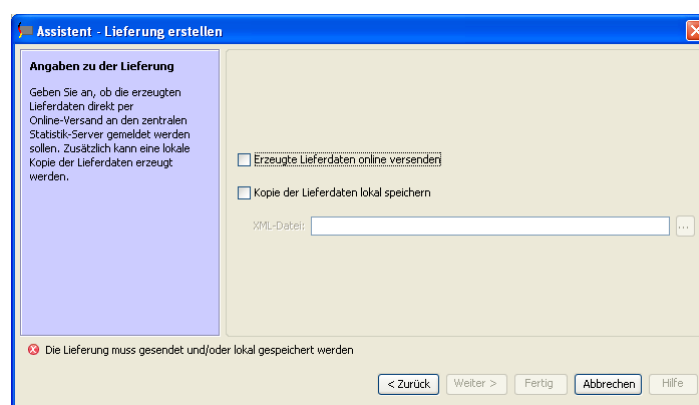 Assistent - Lieferung erstellen
Angaben zu der Lieferung
Geben Sie an, ob die erzeugten
Lieferdaten direkt per
Online-Versand an den zentralen
Statistik-Server gemeldet werden
sollen. Zusätzlich kann eine lokale
Kopie der Lieferdaten erzeugt
werden.
Erzeugte Lieferdaten online versenden
Kopie der Lieferdaten lokal speichern
XML-Datei:
...
Die Lieferung muss gesendet und/oder lokal gespeichert werden
< Zurück Weiter > Fertig Abbrechen Hilfe